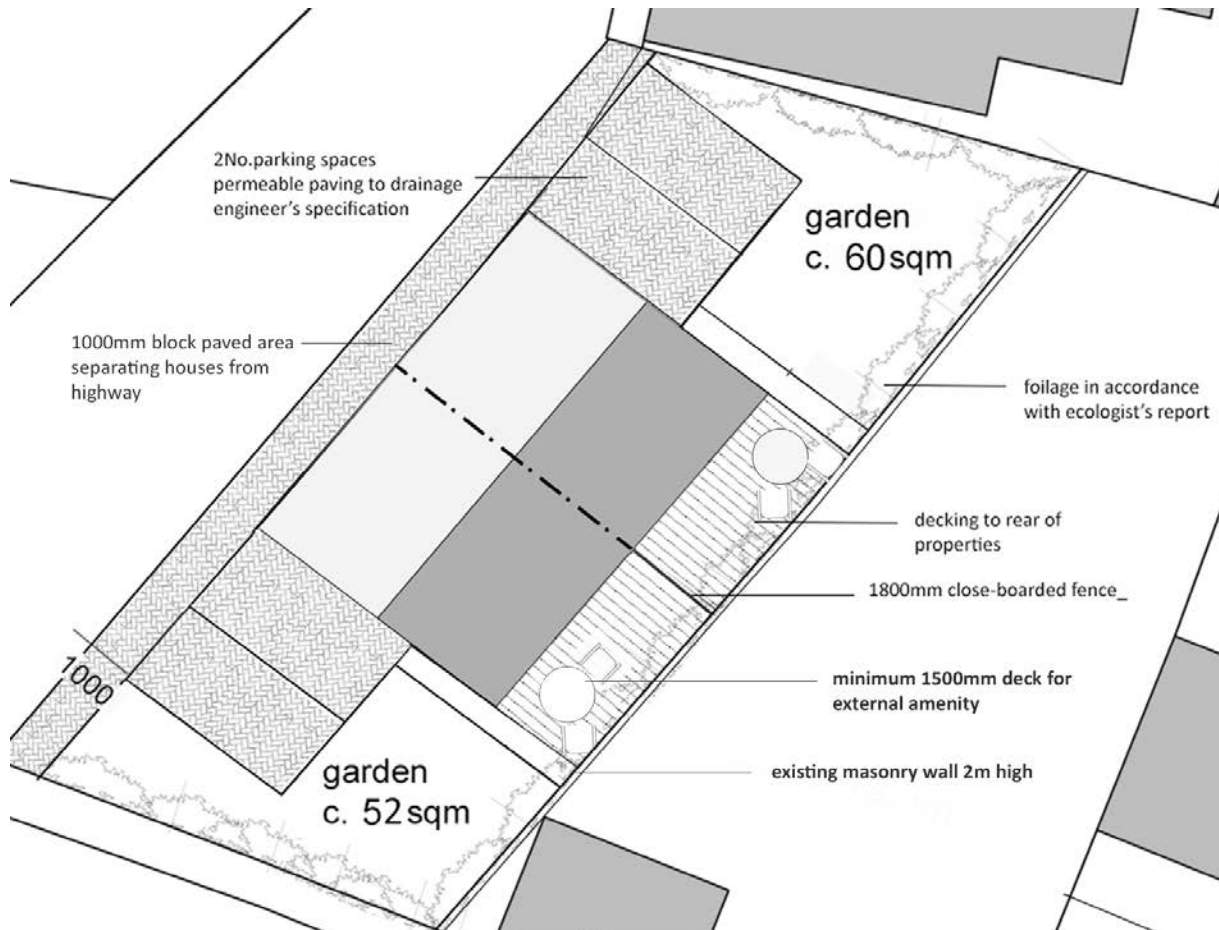 2No.parking spaces
permeable paving to drainage
engineer's specification
garden
c. 60sqm
1000mm block paved area
separating houses from
highway
foilage in accordance
with ecologist's report
decking to rear of
properties
1800mm close-boarded fence_
1000
minimum 1500mm deck for
external amenity
existing masonry wall 2m high
garden
c. 52sqm